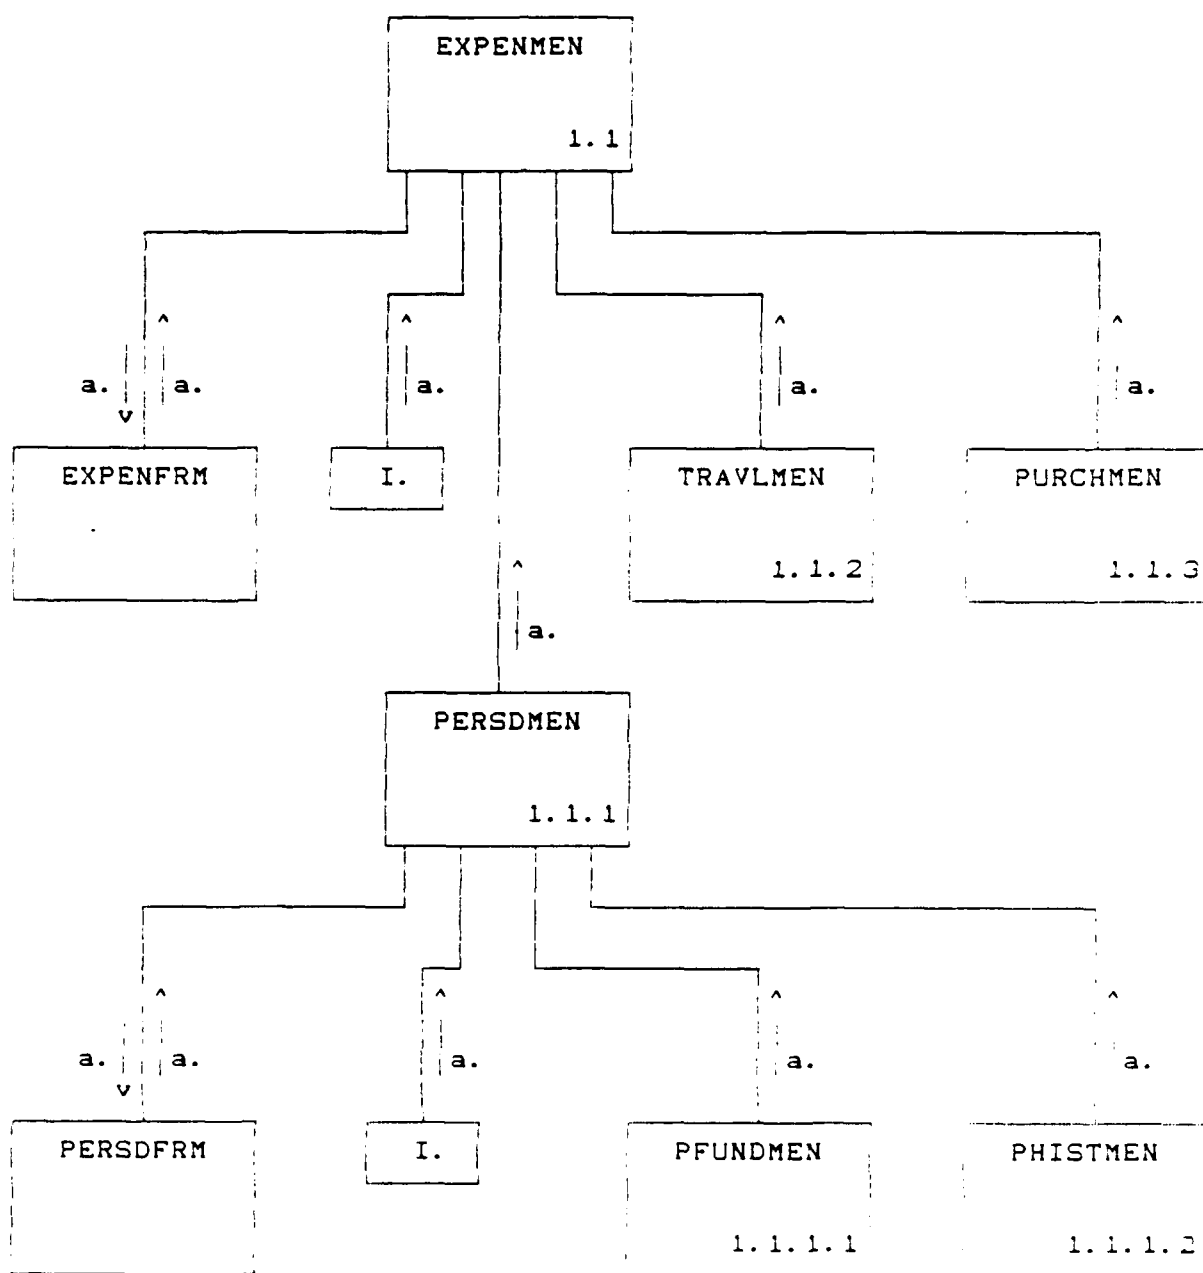 EXPENMEN
1.1
a.
a.
a.
a.
a.
EXPENFRM
I.
TRAVLMEN
PURCHMEN
1.1.2
1.1.3
a.
PERSDMEN
1.1.1
a.
a.
a.
a.
a.
PERSDFRM
I.
PFUNDMEN
PHISTMEN
1.1.1.1
1.1.1.2